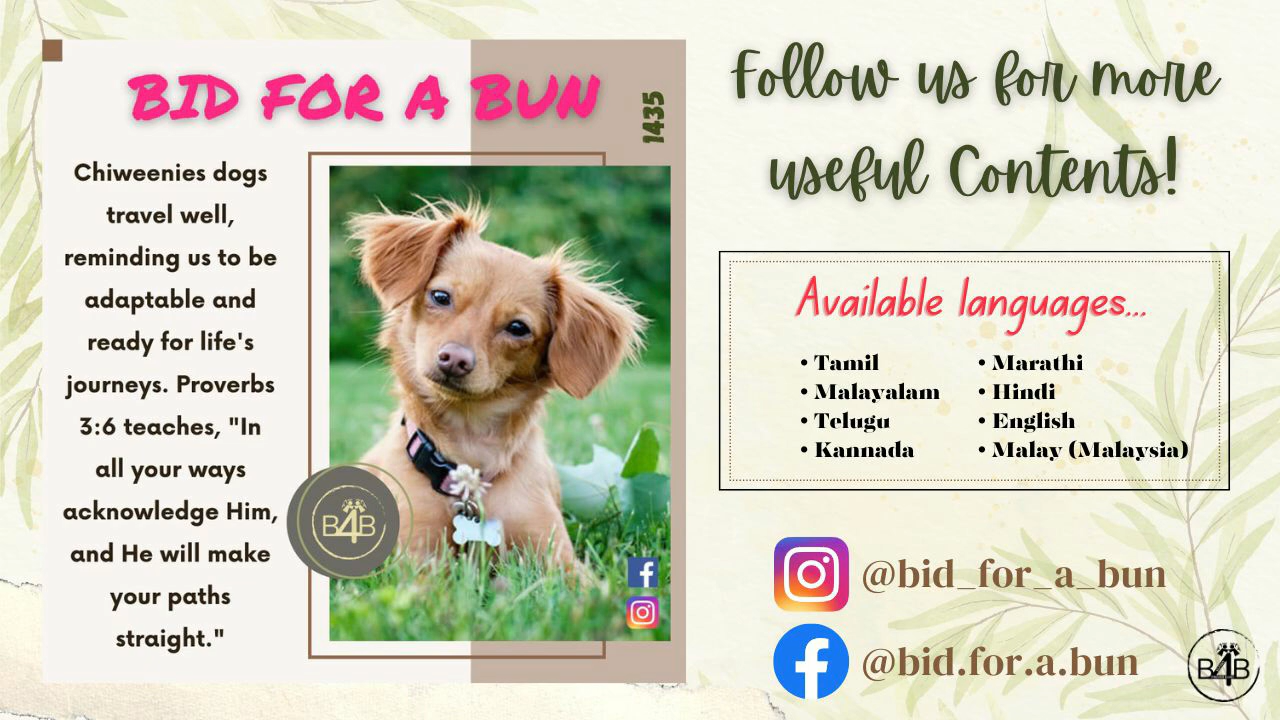 BID FOR A BUN
1435
Chiweenies dogs
travel well,
reminding us to be
adaptable and
ready for life's
journeys. Proverbs
3:6 teaches, "In
all your ways
acknowledge Him,
and He will make
your paths
straight."
B4B
Follow us for more
useful Contents!
Available languages...
• Tamil
• Malayalam
• Telugu
• Kannada
• Marathi
• Hindi
• English
• Malay (Malaysia)
@bid_for_a_bun
@bid.for.a.bun
B4B